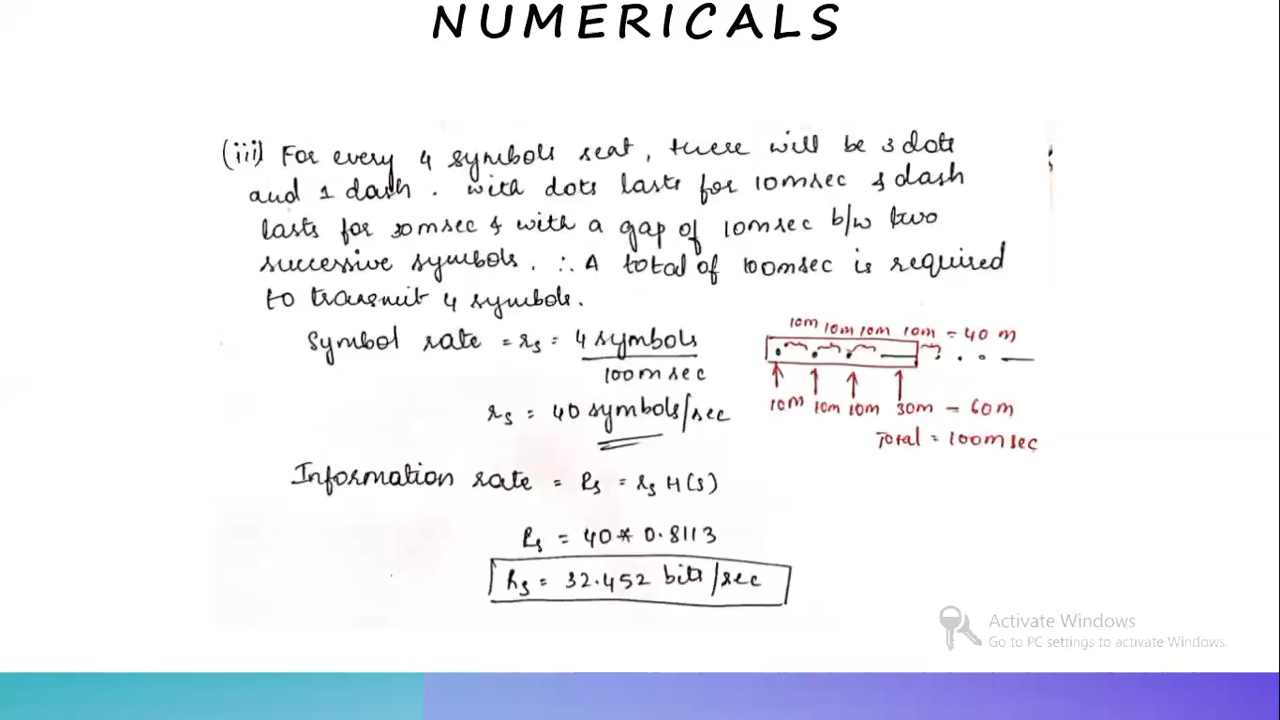 NUMERICALS
(iii) For every 4 symbols seat, there will be 3 dots
and 1 dash. with dots lasts for 10msec & dash
lasts for 30msec & with a gap of 10msec b/w two
successive symbols. ∴ A total of 100msec is required
to transmit 4 symbols.
Symbol rate = rs = 4 symbols
100m sec
rs = 40 symbols/sec
10m 10m 10m 10m = 40 m
10m 10m 10m 30m - 60m
Total = 100m sec
Information rate = Rs = rs H(s)
Rs = 40 * 0.8113
Rs = 32.452 bits/sec
Activate Windows
Go to PC settings to activate Windows.